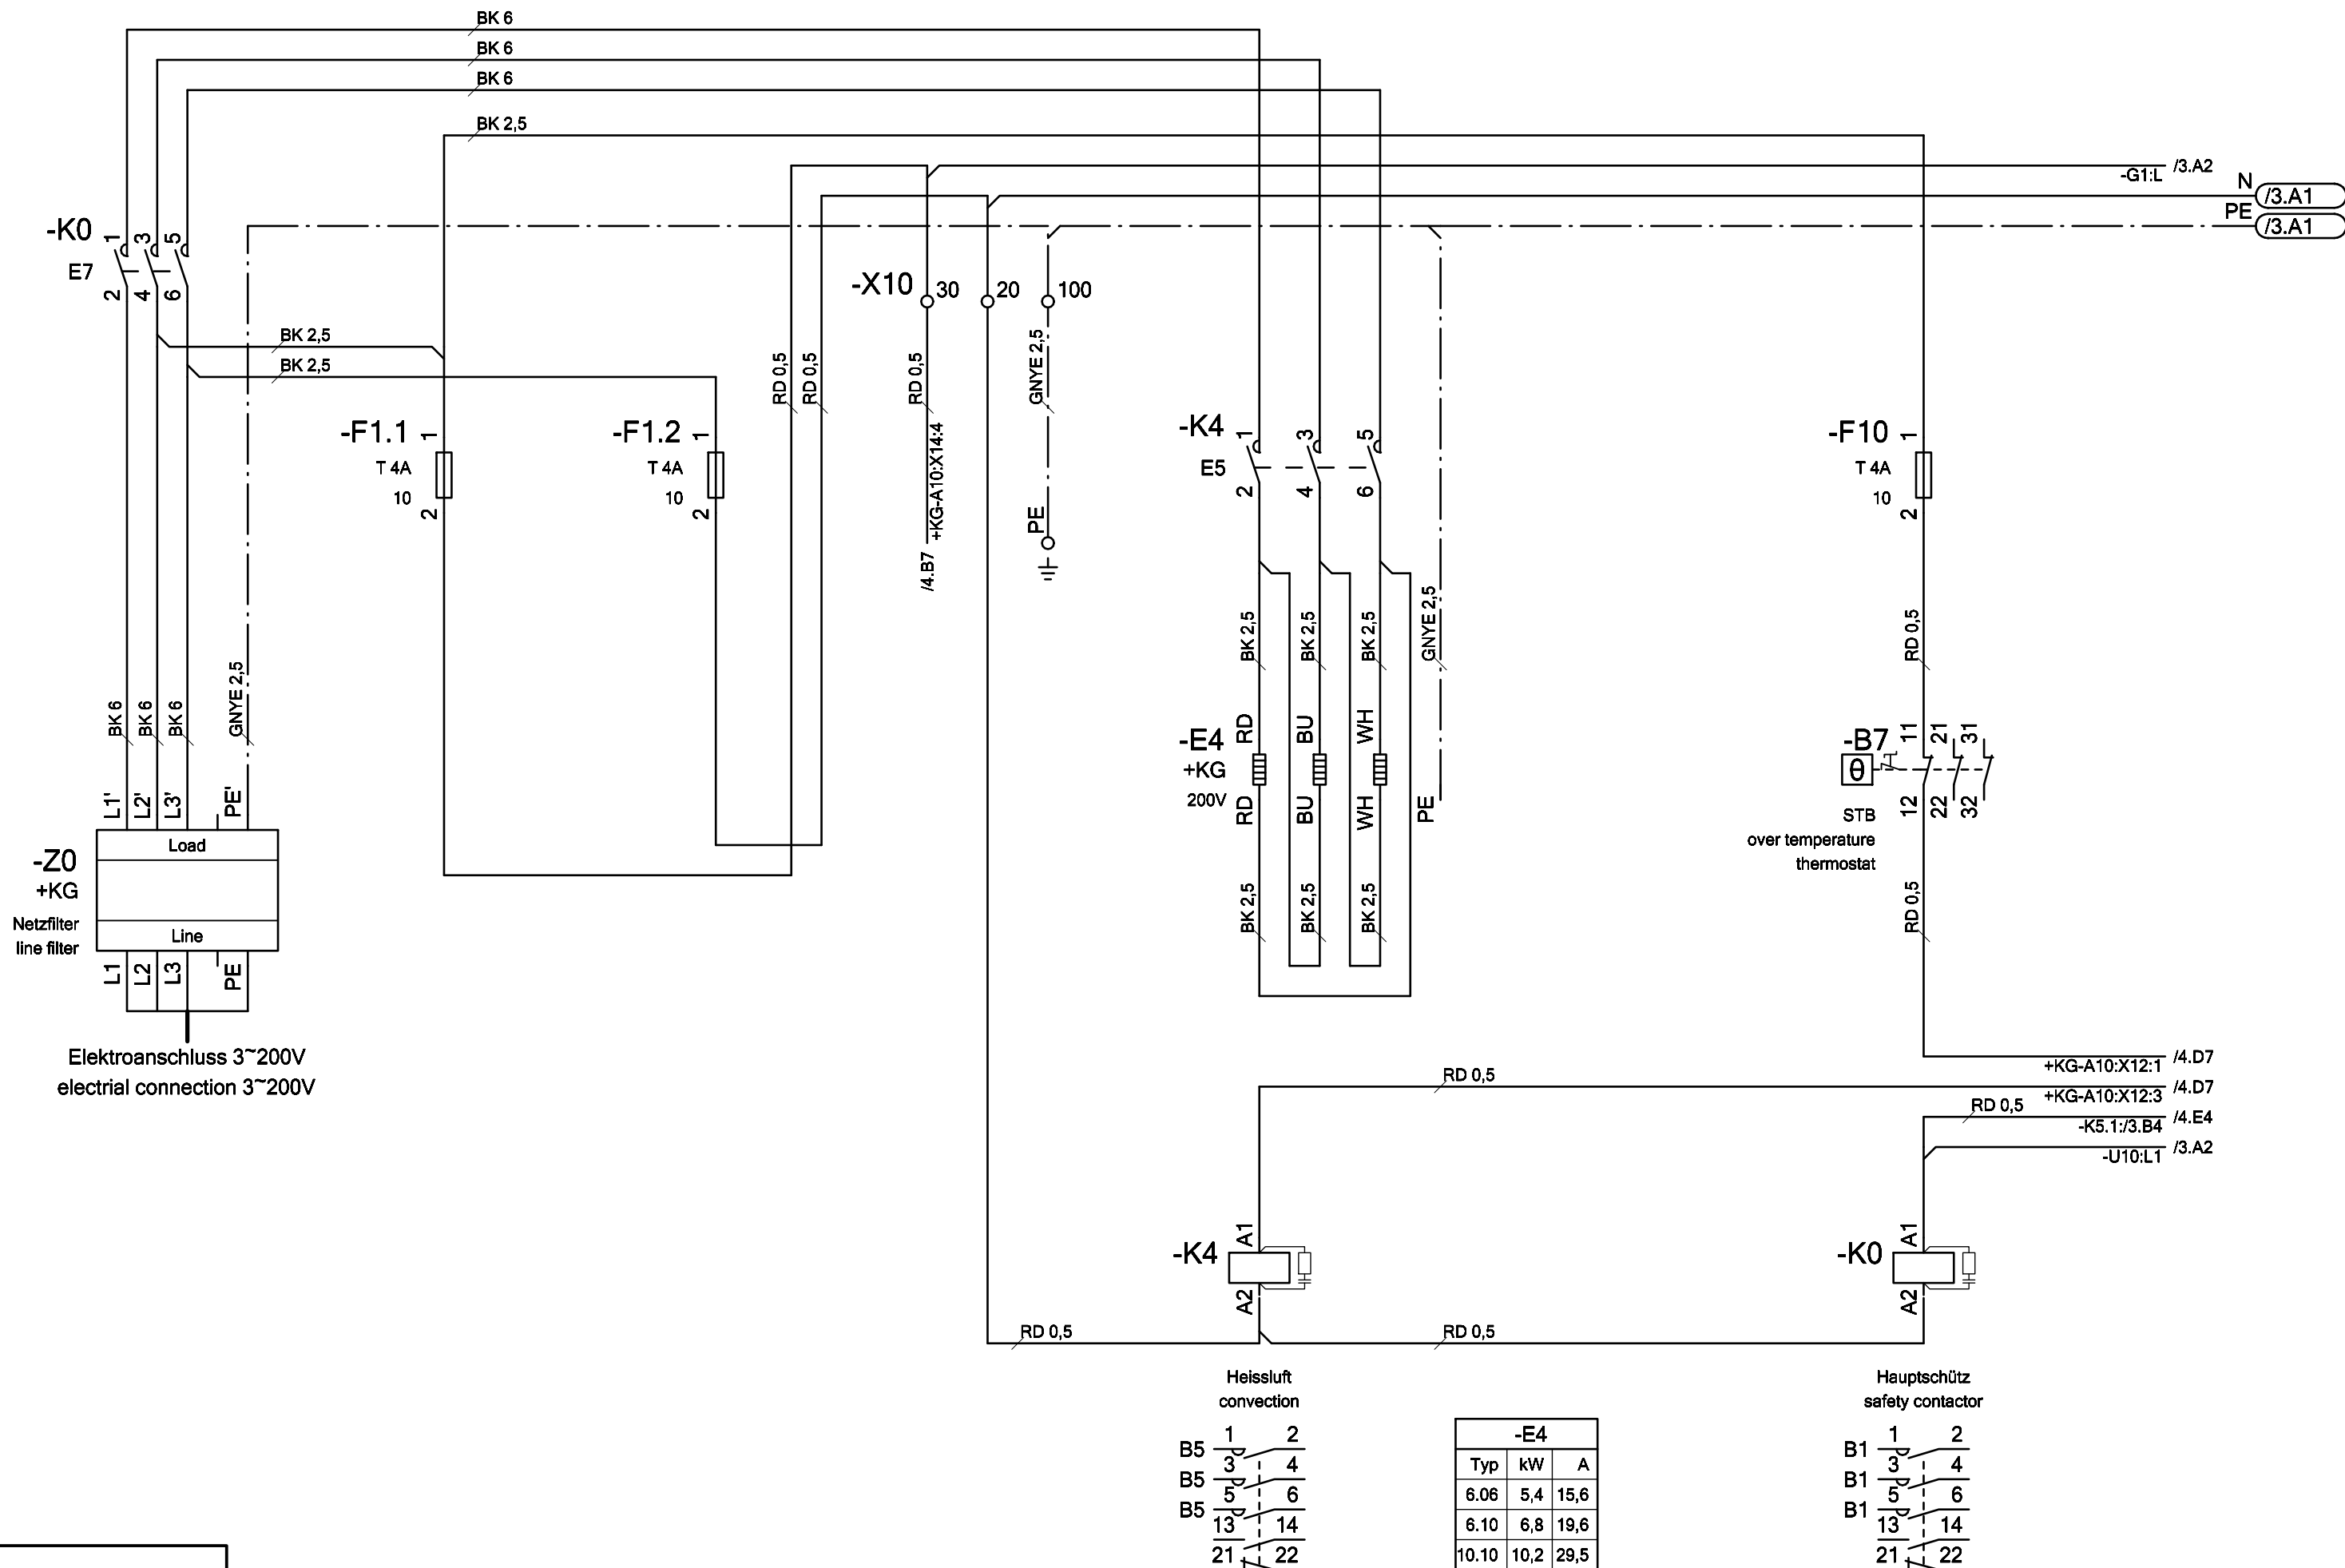 BK 6
BK 6
BK 6
BK 2,5
-G1:L /3.A2
N /3.A1
PE /3.A1
-K0
E7
1 3 5
2 4 6
BK 2,5
BK 2,5
-X10 30 20 100
RD 0,5
RD 0,5
RD 0,5
GNYE 2,5
+KG-A10:X14:4
/4.B7
PE
-F1.1
T 4A
10
1
2
-F1.2
T 4A
10
1
2
-K4
E5
1 3 5
2 4 6
-F10
T 4A
10
1
2
BK 2,5
BK 2,5
BK 2,5
GNYE 2,5
RD 0,5
BK 6
BK 6
BK 6
GNYE 2,5
-E4
+KG
200V
RD BU WH
RD BU WH
PE
-B7
θ
11 21 31
12 22 32
STB
over temperature
thermostat
L1' L2' L3' PE'
Load
-Z0
+KG
Netzfilter
line filter
Line
L1 L2 L3 PE
BK 2,5
BK 2,5
BK 2,5
RD 0,5
Elektroanschluss 3~200V
electrial connection 3~200V
+KG-A10:X12:1 /4.D7
RD 0,5
+KG-A10:X12:3 /4.D7
RD 0,5
-K5.1:/3.B4 /4.E4
-U10:L1 /3.A2
-K4
A1
A2
-K0
A1
A2
RD 0,5
RD 0,5
Heissluft
convection
Hauptschütz
safety contactor
B5 1 2
B5 3 4
B5 5 6
13 14
21 22
-E4
Typ kW A
6.06 5,4 15,6
6.10 6,8 19,6
10.10 10,2 29,5
B1 1 2
B1 3 4
B1 5 6
13 14
21 22